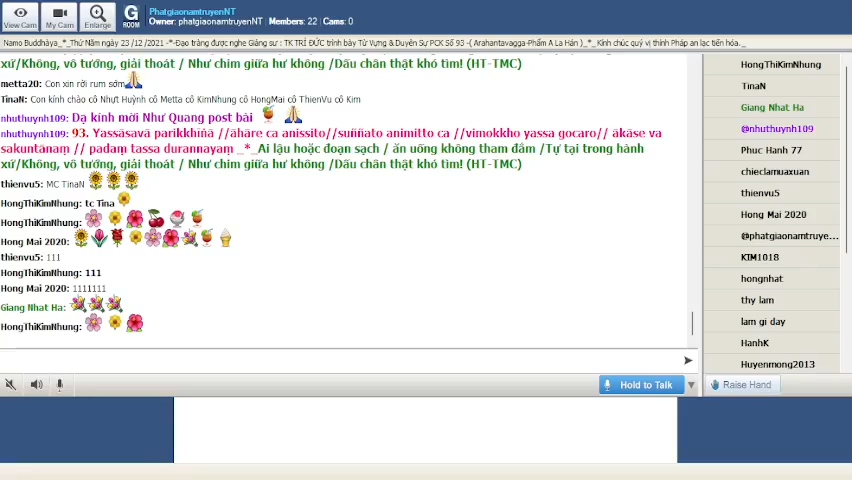 View Cam
My Cam
Enlarge
G
ROOM
PhatgiaonamtruyenNT
Owner: phatgiaonamtruyenNT Members: 22 Cams: 0
Namo Buddhàya_*_Thứ Năm ngày 23 /12 /2021 -*-Đạo tràng được nghe Giảng sư : TK TRÍ ĐỨC trình bày Từ Vựng & Duyên Sự PCK Số 93 -( Arahantavagga-Phẩm A La Hán )_*_ Kính chúc quý vị thính Pháp an lạc tiến hóa._
xứ/Không, vô tướng, giải thoát / Như chim giữa hư không /Dấu chân thật khó tìm! (HT-TMC)
metta20: Con xin rời rum sớm
TinaN: Con kính chào cô Nhựt Huỳnh cô Metta cô KimNhung cô HongMai cô ThienVu cô Kim
nhuthuynh109: Dạ kính mời Như Quang post bài
nhuthuynh109: 93. Yassāsavā parikkhīṇā //āhāre ca anissito//suññato animitto ca //vimokkho yassa gocaro// ākāse va
sakuntānaṃ // padaṃ tassa durannayaṃ _*_Ai lậu hoặc đoạn sạch / ăn uống không tham đắm /Tự tại trong hành
xứ/Không, vô tướng, giải thoát / Như chim giữa hư không /Dấu chân thật khó tìm! (HT-TMC)
thienvu5: MC TinaN
HongThiKimNhung: tc Tina
HongThiKimNhung:
Hong Mai 2020:
thienvu5: 111
HongThiKimNhung: 111
Hong Mai 2020: 1111111
Giang Nhat Ha:
HongThiKimNhung:
Hold to Talk
HongThiKimNhung
TinaN
Giang Nhat Ha
@nhuthuynh109
Phuc Hanh 77
chieclamuaxuan
thienvu5
Hong Mai 2020
@phatgiaonamtruye...
KIM1018
hongnhat
thy lam
lam gi day
HanhK
Huyenmong2013
Raise Hand